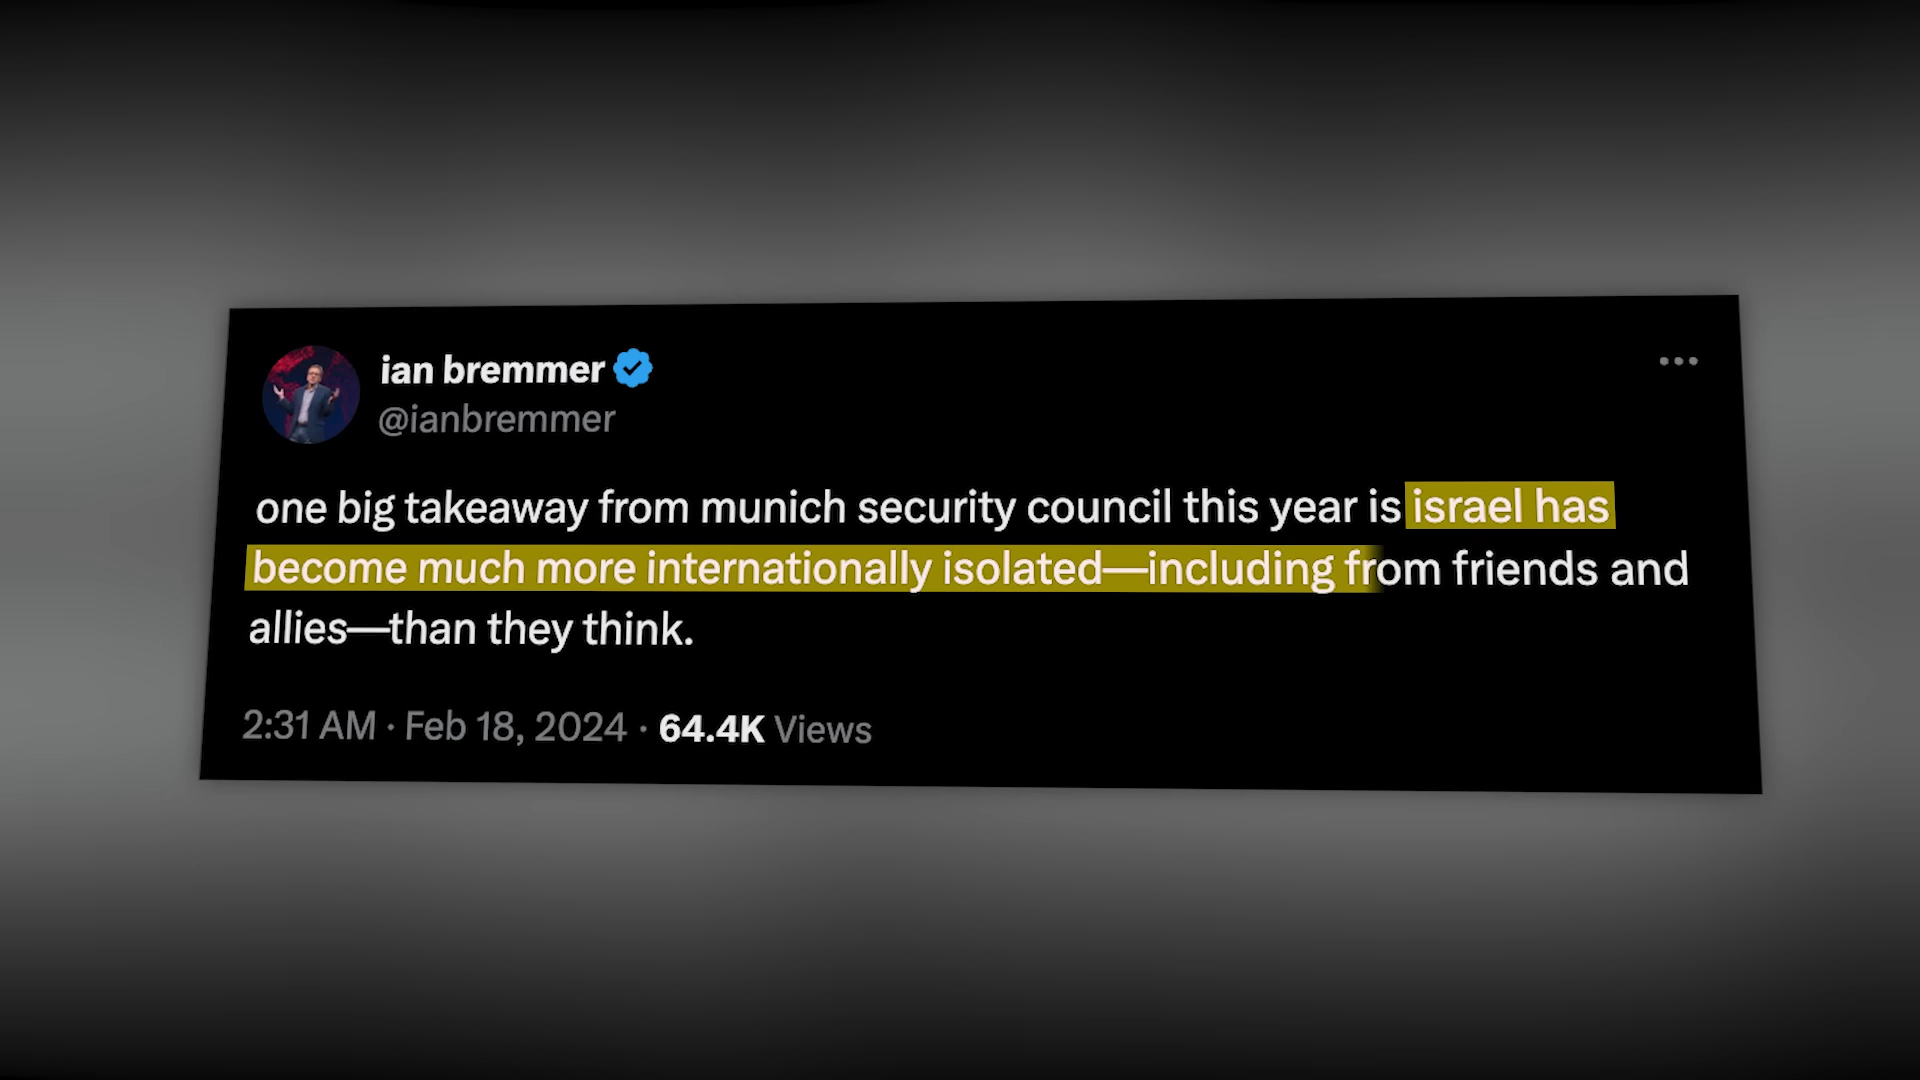 ian bremmer
@ianbremmer
one big takeaway from munich security council this year is israel has
become much more internationally isolated—including from friends and
allies—than they think.
2:31 AM · Feb 18, 2024 · 64.4K Views